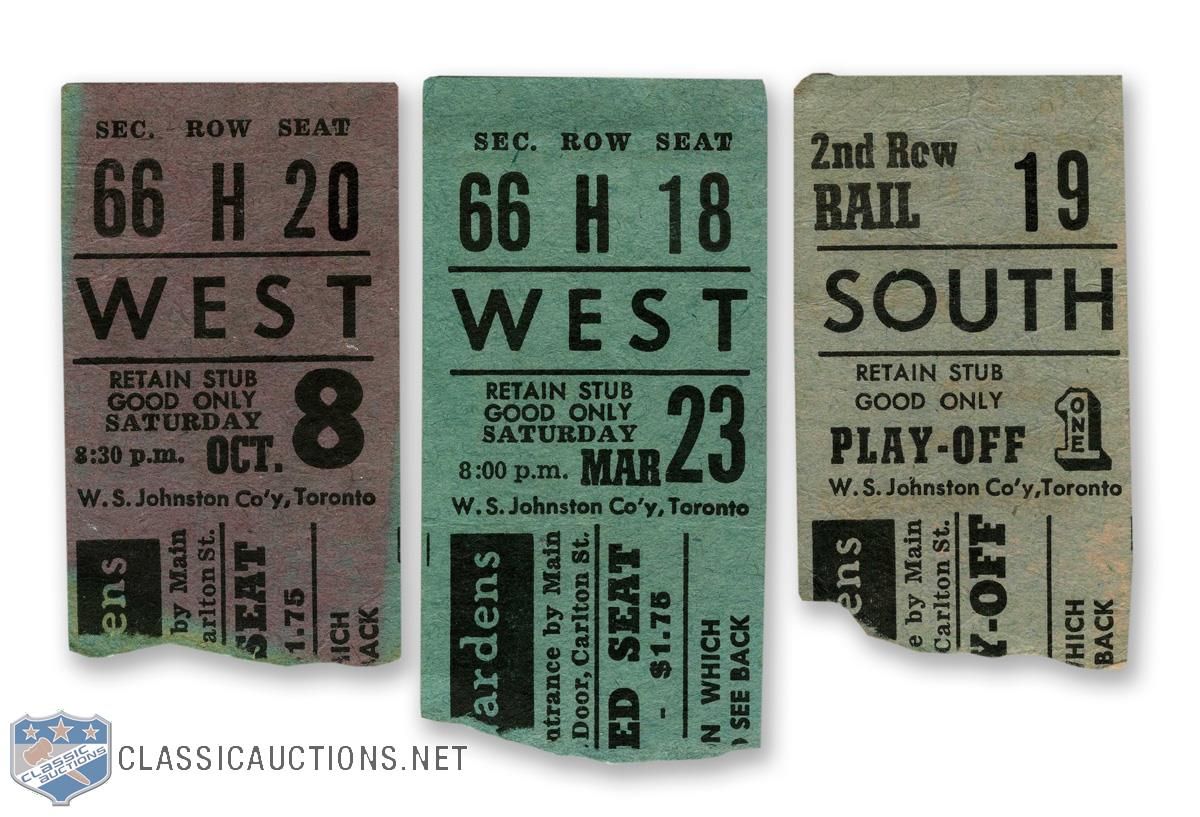 SEC. ROW SEAT
66 H 20
WEST
RETAIN STUB
GOOD ONLY
SATURDAY
8:30 p.m. OCT. 8
W. S. Johnston Co'y, Toronto
ens
by Main
arlton St.
SEAT
1.75
HICH
ACK
SEC. ROW SEAT
66 H 18
WEST
RETAIN STUB
GOOD ONLY
SATURDAY
8:00 p.m. MAR 23
W. S. Johnston Co'y, Toronto
ardens
ntrance by Main
Door, Carlton St.
ED SEAT
- $1.75
N WHICH
SEE BACK
2nd Row
RAIL 19
SOUTH
RETAIN STUB
GOOD ONLY
PLAY-OFF 1 ONE
W. S. Johnston Co'y, Toronto
ens
e by Main
Carlton St.
Y-OFF
HICH
BACK
CLASSIC
AUCTIONS
CLASSICAUCTIONS.NET